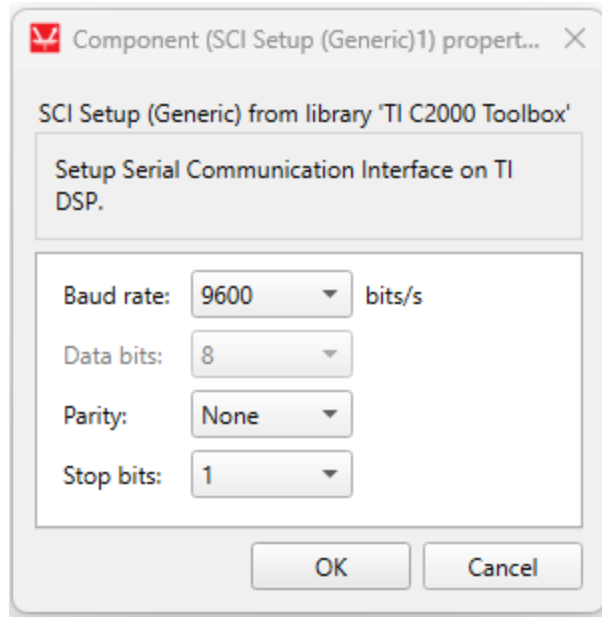 Component (SCI Setup (Generic)1) propert...
SCI Setup (Generic) from library 'TI C2000 Toolbox'
Setup Serial Communication Interface on TI
DSP.
Baud rate: 9600 bits/s
Data bits: 8
Parity: None
Stop bits: 1
OK Cancel